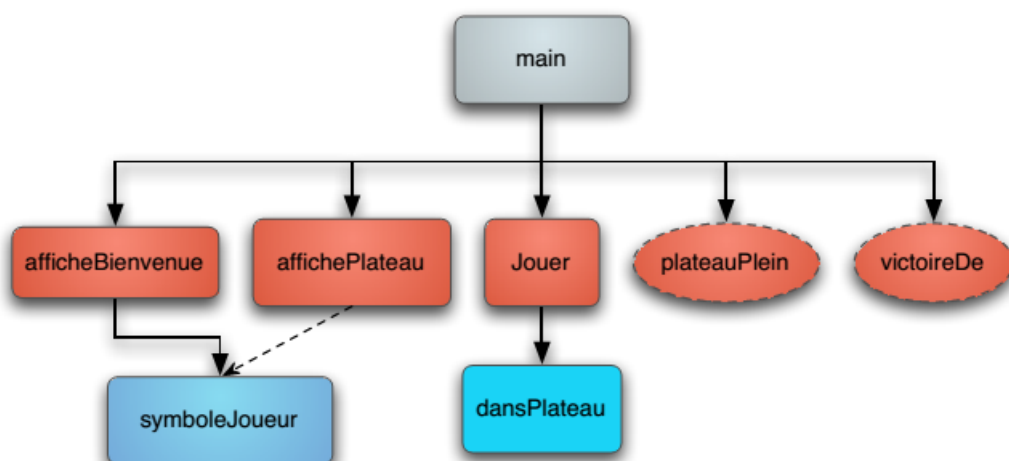 main
afficheBienvenue
affichePlateau
Jouer
plateauPlein
victoireDe
symboleJoueur
dansPlateau